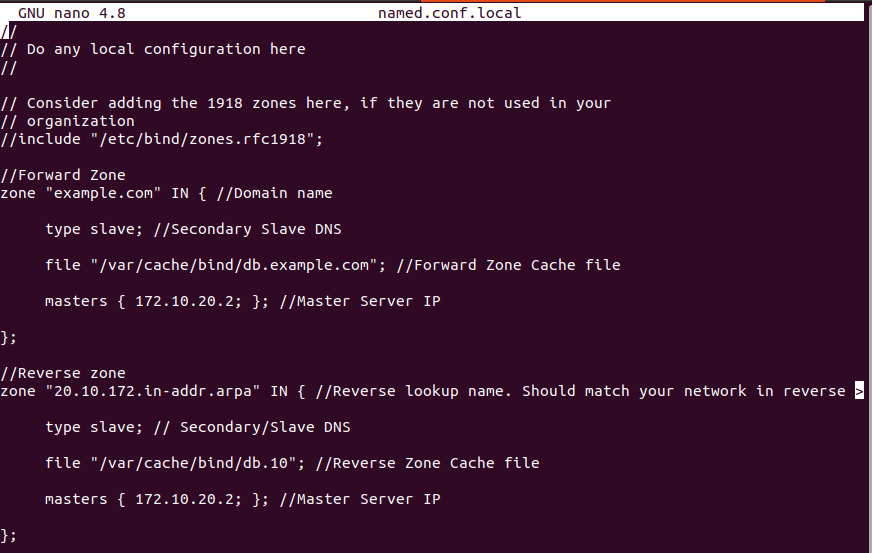 GNU nano 4.8 named.conf.local
//
// Do any local configuration here
//
// Consider adding the 1918 zones here, if they are not used in your
// organization
//include "/etc/bind/zones.rfc1918";
//Forward Zone
zone "example.com" IN { //Domain name
type slave; //Secondary Slave DNS
file "/var/cache/bind/db.example.com"; //Forward Zone Cache file
masters { 172.10.20.2; }; //Master Server IP
};
//Reverse zone
zone "20.10.172.in-addr.arpa" IN { //Reverse lookup name. Should match your network in reverse >
type slave; // Secondary/Slave DNS
file "/var/cache/bind/db.10"; //Reverse Zone Cache file
masters { 172.10.20.2; }; //Master Server IP
};